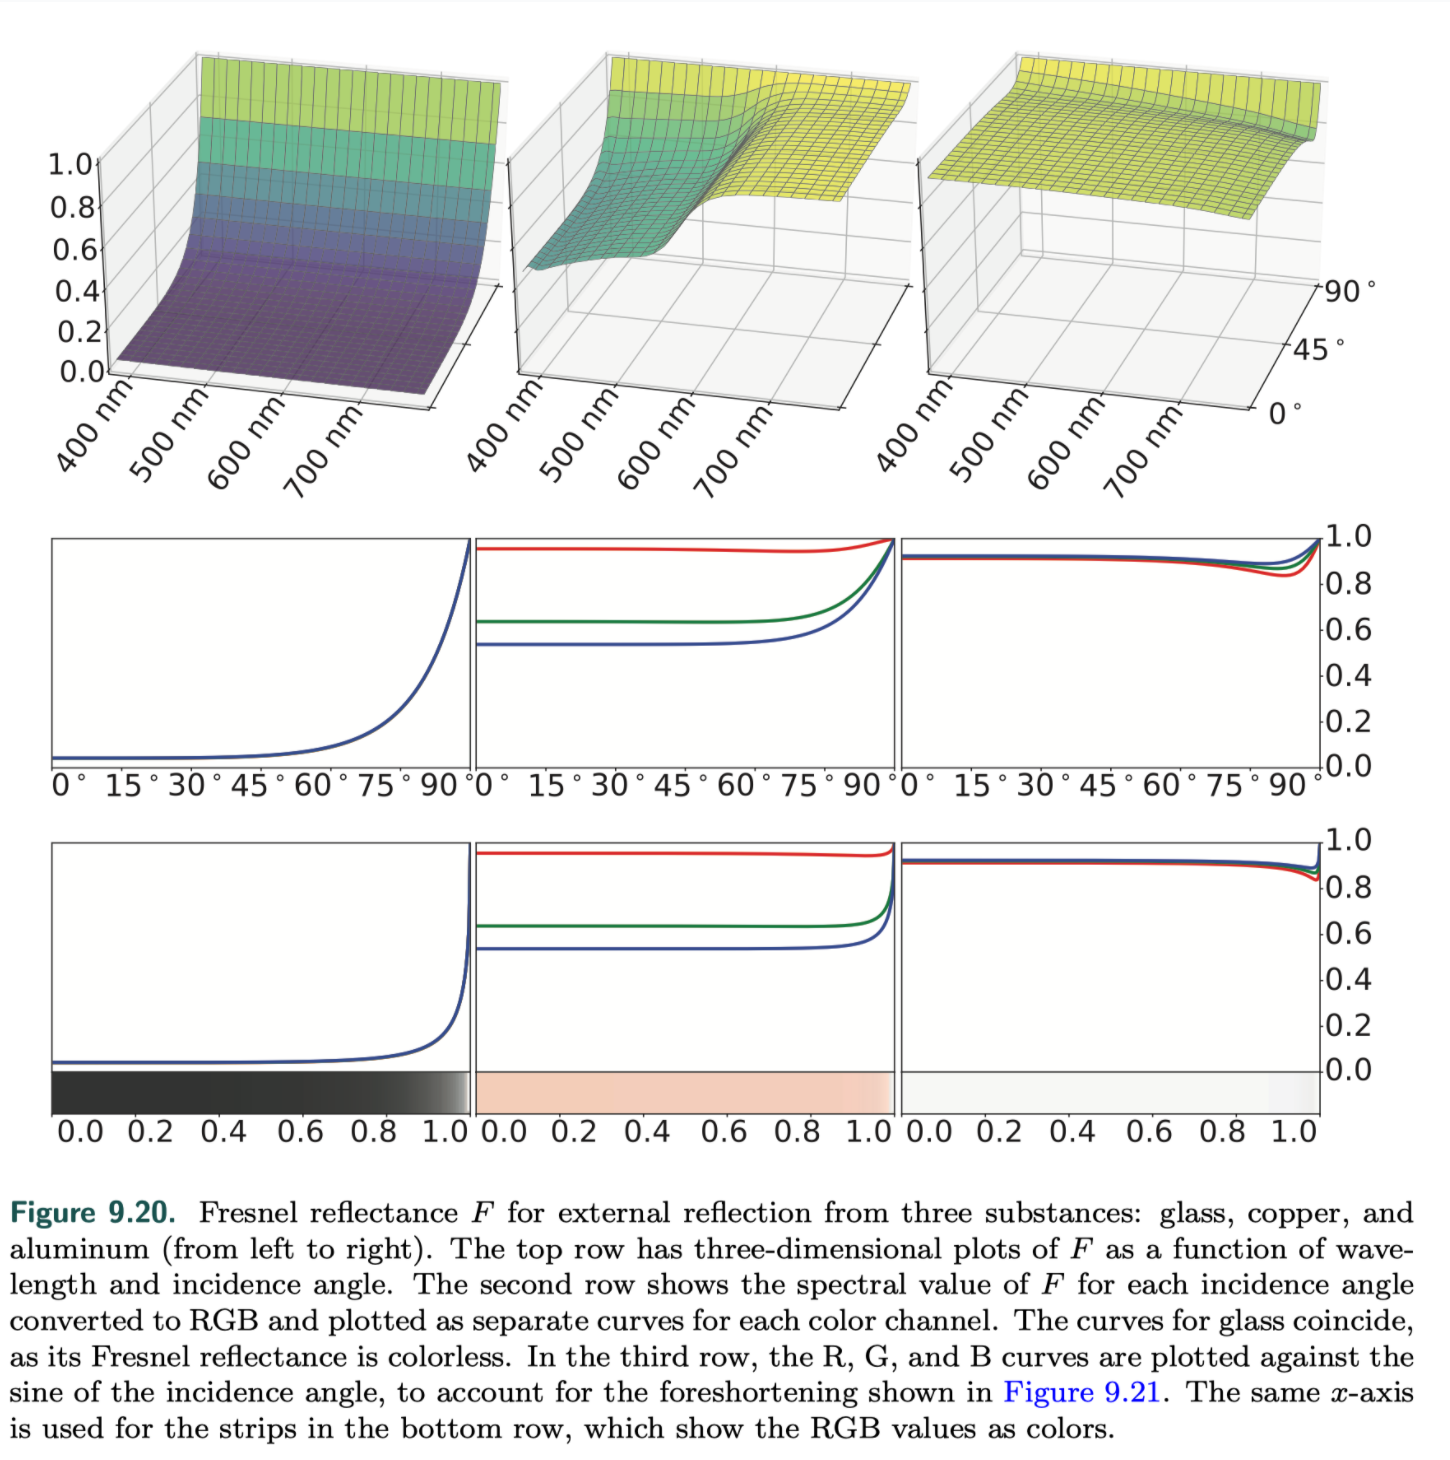 1.0
0.8
0.6
0.4
0.2
0.0
400 nm
500 nm
600 nm
700 nm
400 nm
500 nm
600 nm
700 nm
400 nm
500 nm
600 nm
700 nm
90°
45°
0°
1.0
0.8
0.6
0.4
0.2
0.0
0° 15° 30° 45° 60° 75° 90° 0° 15° 30° 45° 60° 75° 90° 0° 15° 30° 45° 60° 75° 90°
1.0
0.8
0.6
0.4
0.2
0.0
0.0 0.2 0.4 0.6 0.8 1.0 0.0 0.2 0.4 0.6 0.8 1.0 0.0 0.2 0.4 0.6 0.8 1.0
Figure 9.20. Fresnel reflectance F for external reflection from three substances: glass, copper, and
aluminum (from left to right). The top row has three-dimensional plots of F as a function of wave-
length and incidence angle. The second row shows the spectral value of F for each incidence angle
converted to RGB and plotted as separate curves for each color channel. The curves for glass coincide,
as its Fresnel reflectance is colorless. In the third row, the R, G, and B curves are plotted against the
sine of the incidence angle, to account for the foreshortening shown in Figure 9.21. The same x-axis
is used for the strips in the bottom row, which show the RGB values as colors.